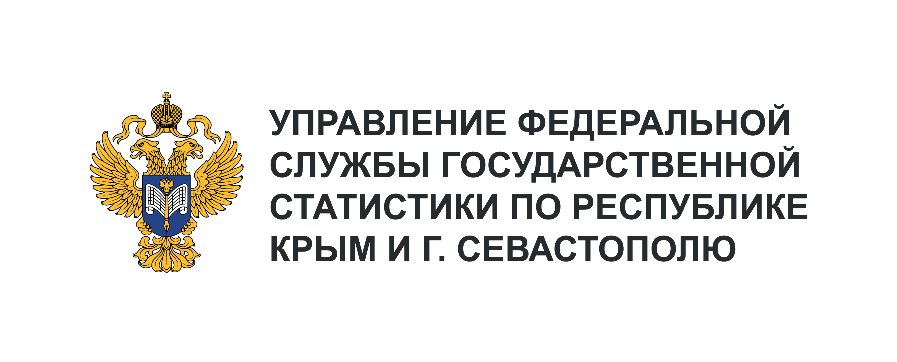 УПРАВЛЕНИЕ ФЕДЕРАЛЬНОЙ
СЛУЖБЫ ГОСУДАРСТВЕННОЙ
СТАТИСТИКИ ПО РЕСПУБЛИКЕ
КРЫМ И Г. СЕВАСТОПОЛЮ